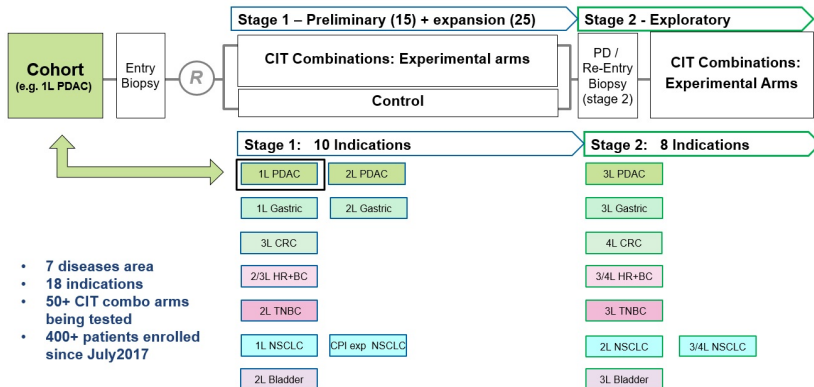 Stage 1 – Preliminary (15) + expansion (25)
Stage 2 - Exploratory
Cohort
(e.g. 1L PDAC)
Entry
Biopsy
R
CIT Combinations: Experimental arms
Control
PD /
Re-Entry
Biopsy
(stage 2)
CIT Combinations:
Experimental Arms
Stage 1: 10 Indications
Stage 2: 8 Indications
1L PDAC
2L PDAC
3L PDAC
1L Gastric
2L Gastric
3L Gastric
3L CRC
4L CRC
2/3L HR+BC
3/4L HR+BC
2L TNBC
3L TNBC
1L NSCLC
CPI exp NSCLC
2L NSCLC
3/4L NSCLC
2L Bladder
3L Bladder
• 7 diseases area
• 18 indications
• 50+ CIT combo arms
being tested
• 400+ patients enrolled
since July2017